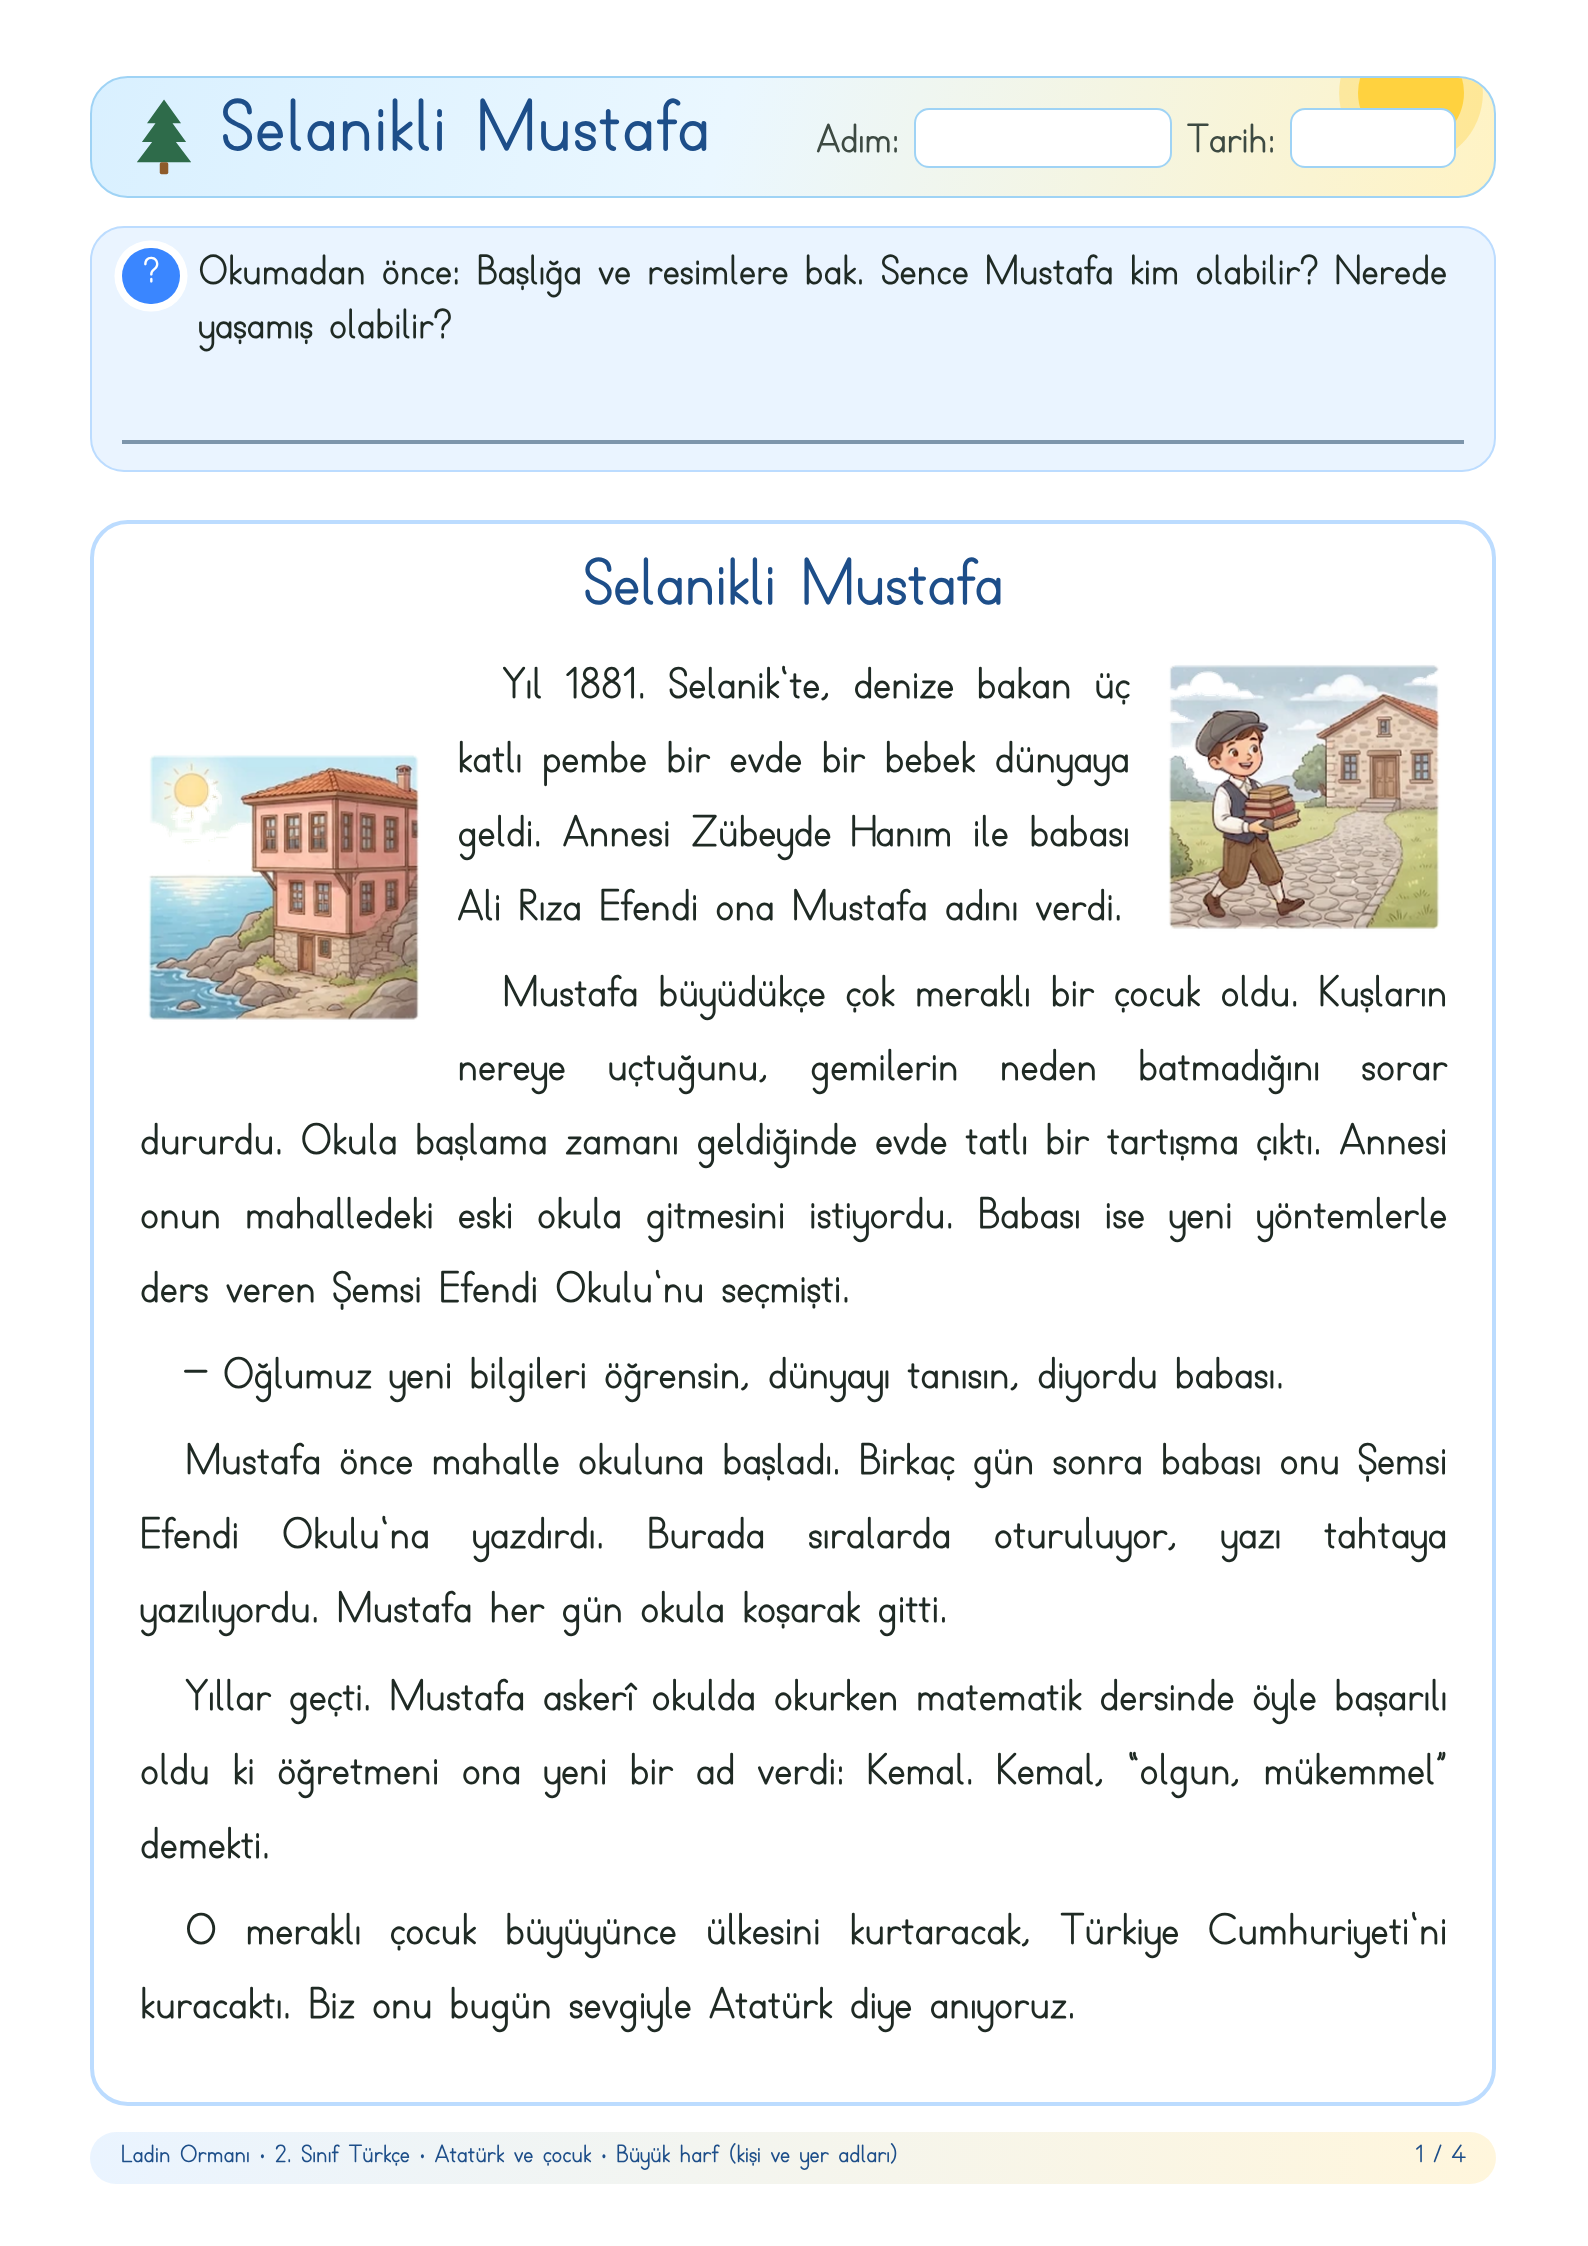 Selanikli Mustafa
Adım:
Tarih:
?
Okumadan önce: Başlığa ve resimlere bak. Sence Mustafa kim olabilir? Nerede
yaşamış olabilir?
Selanikli Mustafa
Yıl 1881. Selanik‛te, denize bakan üç
katlı pembe bir evde bir bebek dünyaya
geldi. Annesi Zübeyde Hanım ile babası
Ali Rıza Efendi ona Mustafa adını verdi.
Mustafa büyüdükçe çok meraklı bir çocuk oldu. Kuşların
nereye uçtuğunu, gemilerin neden batmadığını sorar
dururdu. Okula başlama zamanı geldiğinde evde tatlı bir tartışma çıktı. Annesi
onun mahalledeki eski okula gitmesini istiyordu. Babası ise yeni yöntemlerle
ders veren Şemsi Efendi Okulu‛nu seçmişti.
– Oğlumuz yeni bilgileri öğrensin, dünyayı tanısın, diyordu babası.
Mustafa önce mahalle okuluna başladı. Birkaç gün sonra babası onu Şemsi
Efendi Okulu‛na yazdırdı. Burada sıralarda oturuluyor, yazı tahtaya
yazılıyordu. Mustafa her gün okula koşarak gitti.
Yıllar geçti. Mustafa askerî okulda okurken matematik dersinde öyle başarılı
oldu ki öğretmeni ona yeni bir ad verdi: Kemal. Kemal, “olgun, mükemmel”
demekti.
O meraklı çocuk büyüyünce ülkesini kurtaracak, Türkiye Cumhuriyeti‛ni
kuracaktı. Biz onu bugün sevgiyle Atatürk diye anıyoruz.
Ladin Ormanı • 2. Sınıf Türkçe • Atatürk ve çocuk • Büyük harf (kişi ve yer adları)
1 / 4